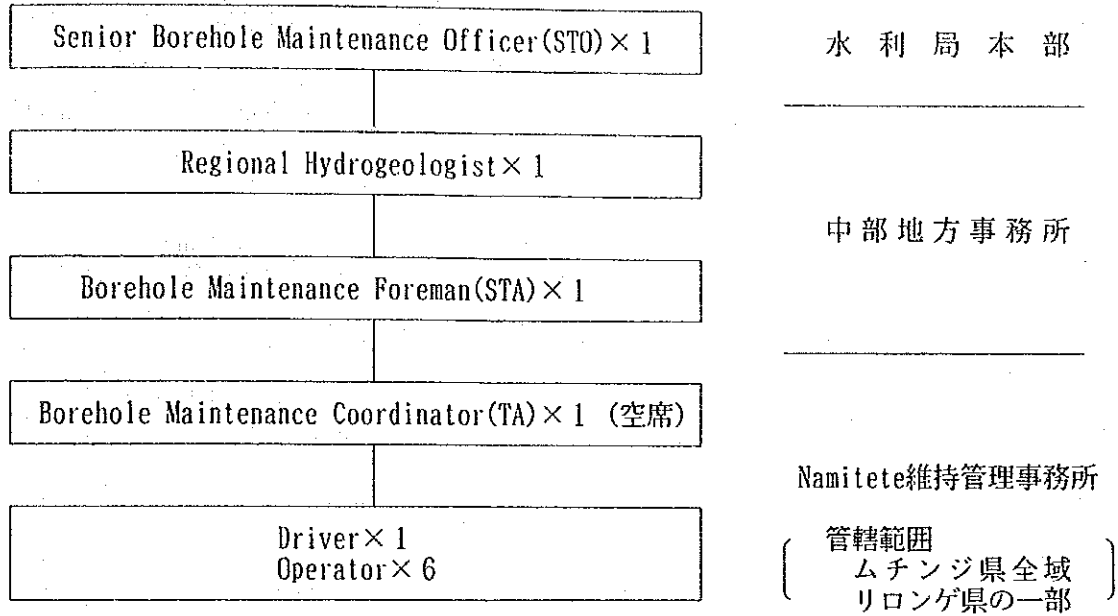 Senior Borehole Maintenance Officer(STO)×1
水利局本部
Regional Hydrogeologist×1
中部地方事務所
Borehole Maintenance Foreman(STA)×1
Borehole Maintenance Coordinator(TA)×1 (空席)
Namitete維持管理事務所
Driver×1
Operator×6
管轄範囲
ムチンジ県全域
リロンゲ県の一部